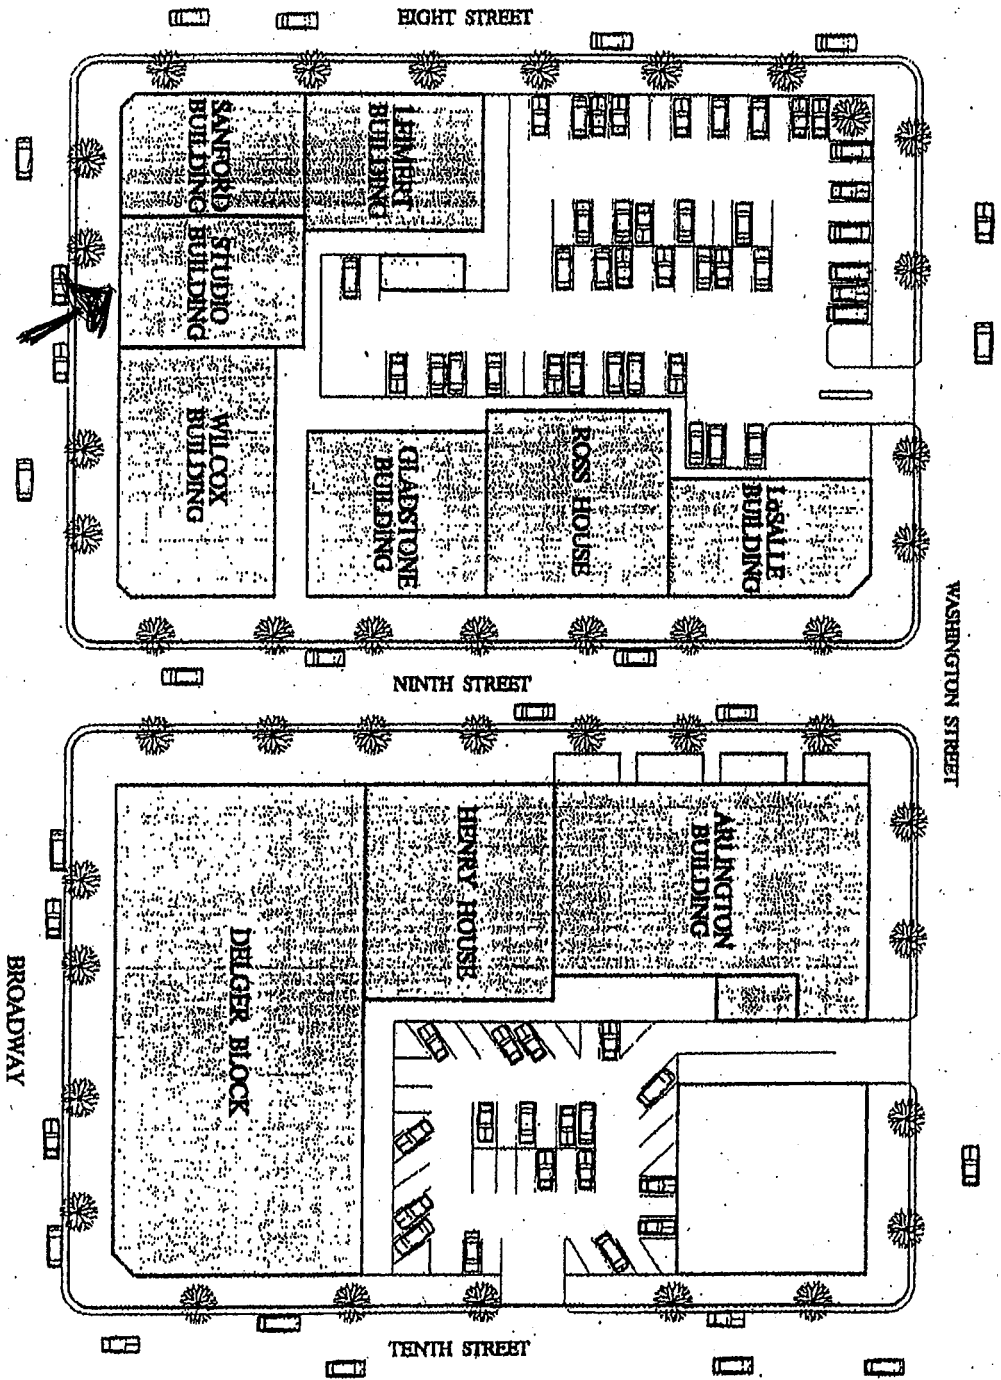 EIGHT STREET
SANFORD
BUILDING
LEIMERT
BUILDING
STUDIO
BUILDING
WILCOX
BUILDING
GLADSTONE
BUILDING
ROSS HOUSE
LaSALLE
BUILDING
WASHINGTON STREET
NINTH STREET
ARLINGTON
BUILDING
HENRY HOUSE
DELGER BLOCK
BROADWAY
TENTH STREET